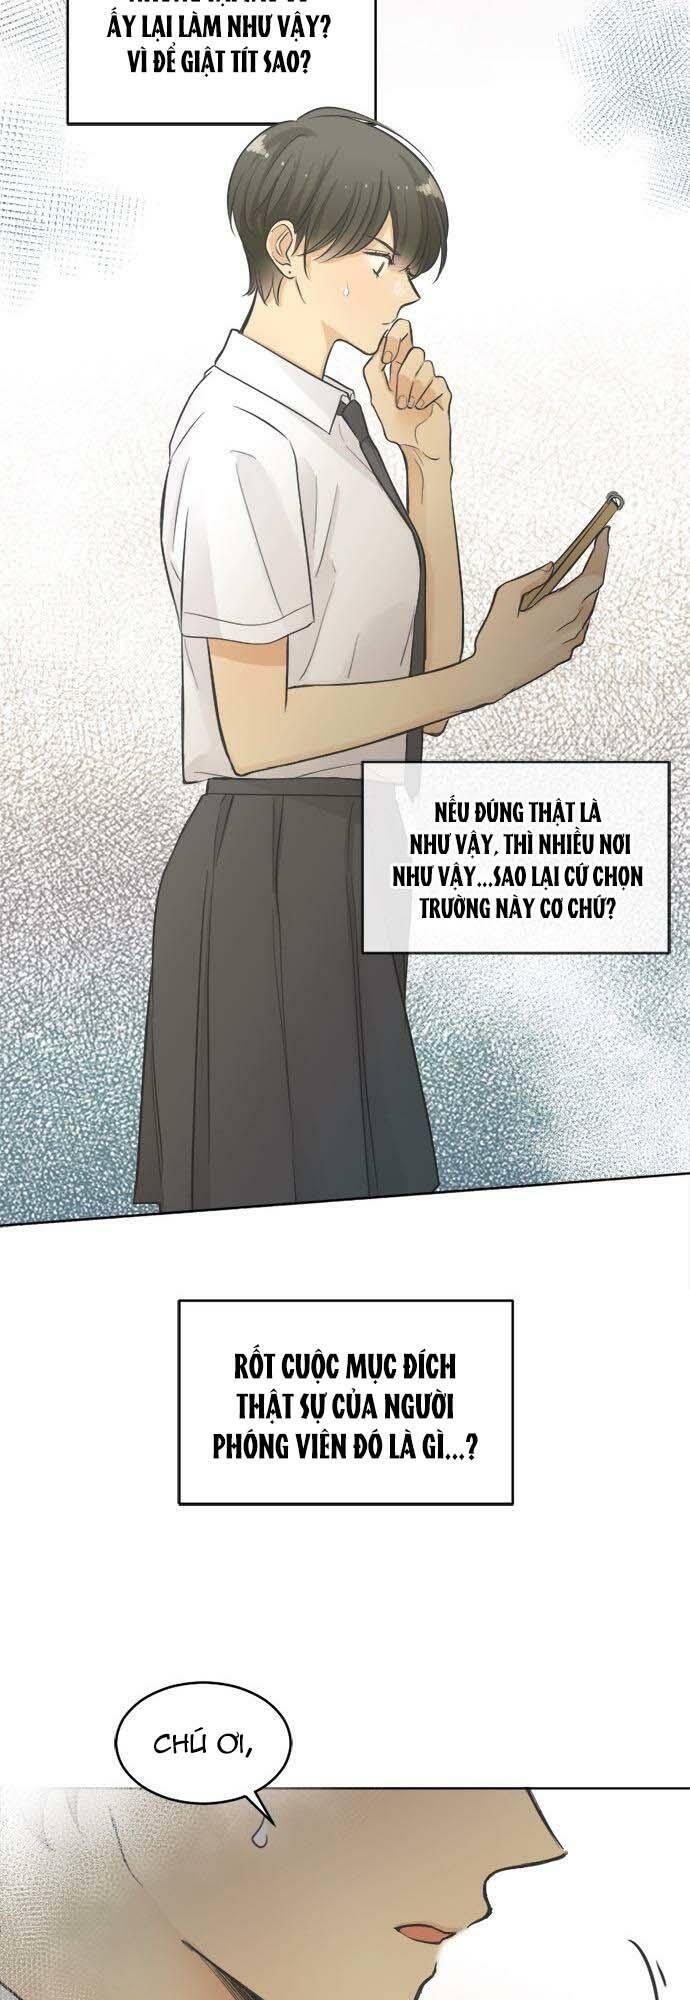 ẤY LẠI LÀM NHƯ VẬY?
VÌ ĐỂ GIẬT TÍT SAO?
NẾU ĐÚNG THẬT LÀ
NHƯ VẬY, THÌ NHIỀU NƠI
NHƯ VẬY...SAO LẠI CỨ CHỌN
TRƯỜNG NÀY CƠ CHỨ?
RỐT CUỘC MỤC ĐÍCH
THẬT SỰ CỦA NGƯỜI
PHÓNG VIÊN ĐÓ LÀ GÌ...?
CHÚ ƠI,